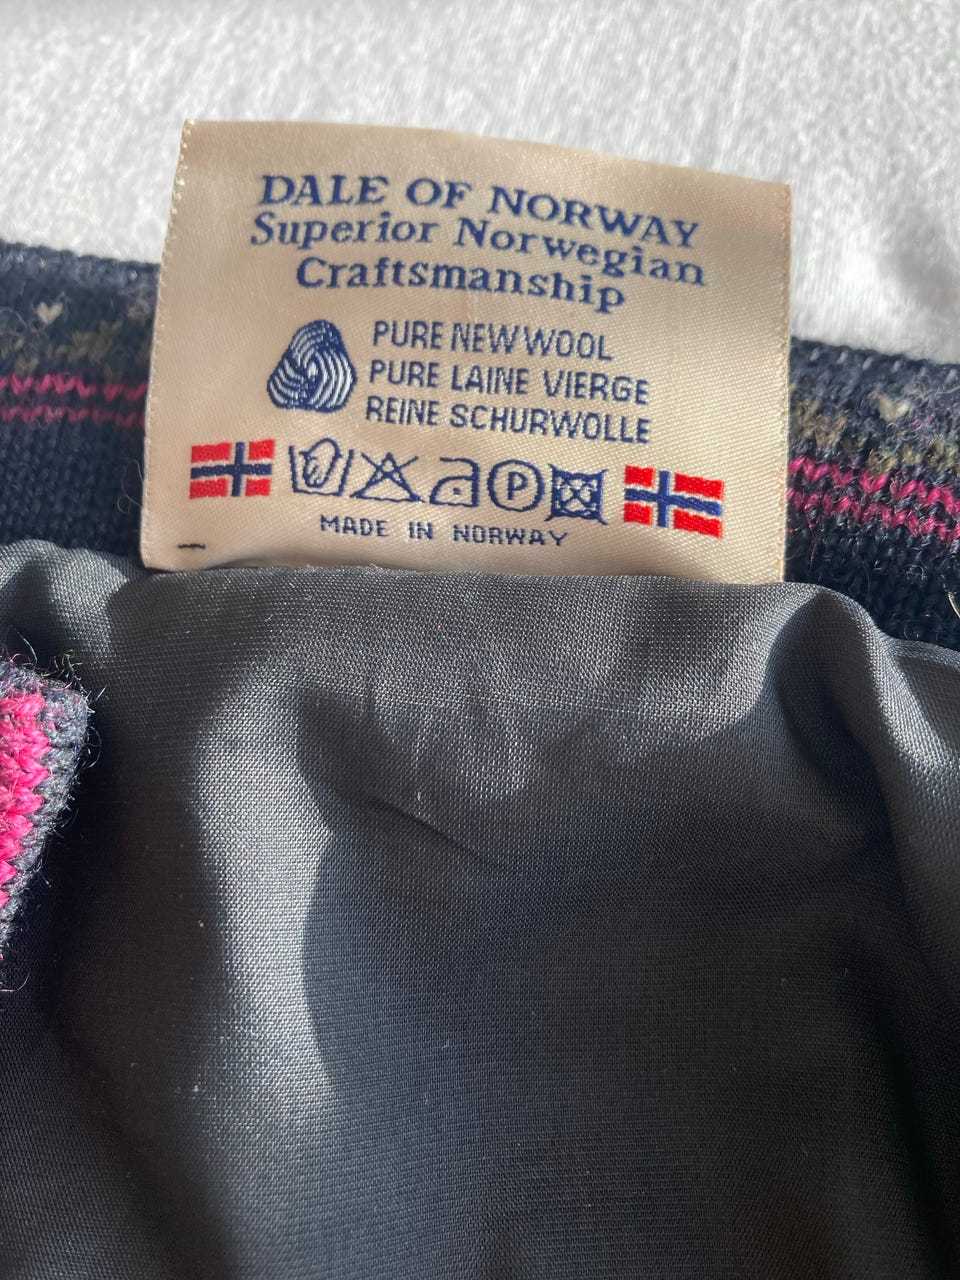 DALE OF NORWAY
Superior Norwegian
Craftsmanship
PURE NEW WOOL
PURE LAINE VIERGE
REINE SCHURWOLLE
P
MADE IN NORWAY